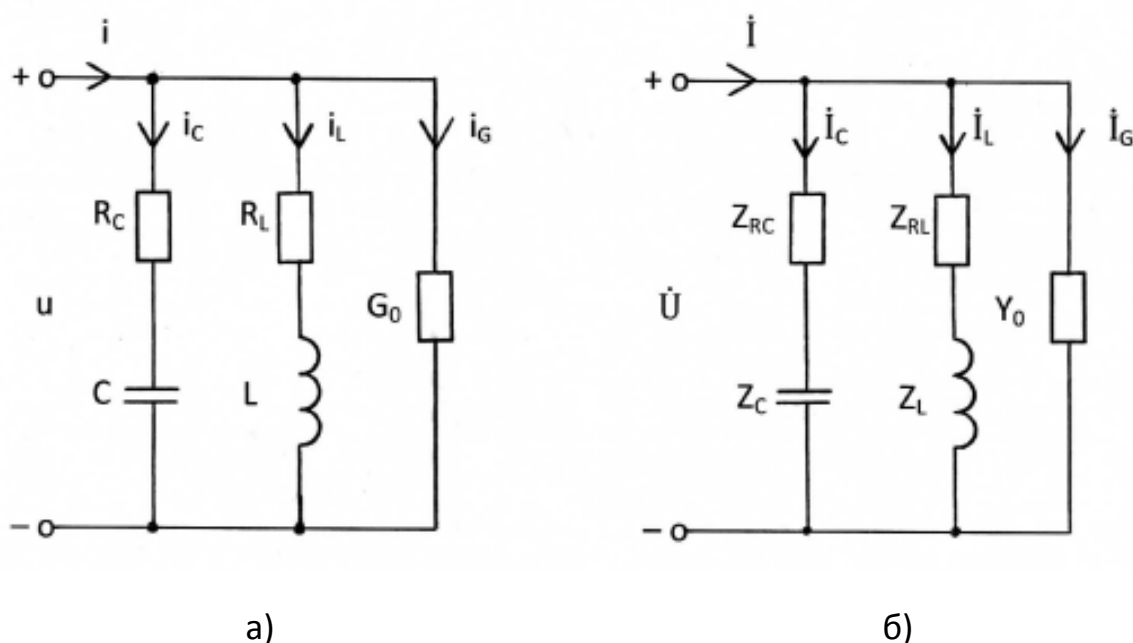 i
İ
+
+
i_C
i_L
i_G
İ_C
İ_L
İ_G
R_C
R_L
Z_RC
Z_RL
u
G_0
U̇
Y_0
C
L
Z_C
Z_L
−
-
а)
б)